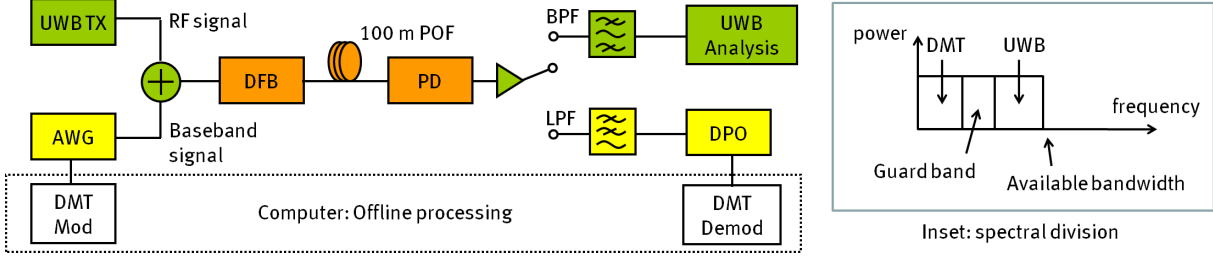 UWB TX
RF signal
100 m POF
BPF
UWB
Analysis
DFB
PD
AWG
Baseband
signal
LPF
DPO
DMT
Mod
Computer: Offline processing
DMT
Demod
power
DMT
UWB
frequency
Guard band
Available bandwidth
Inset: spectral division